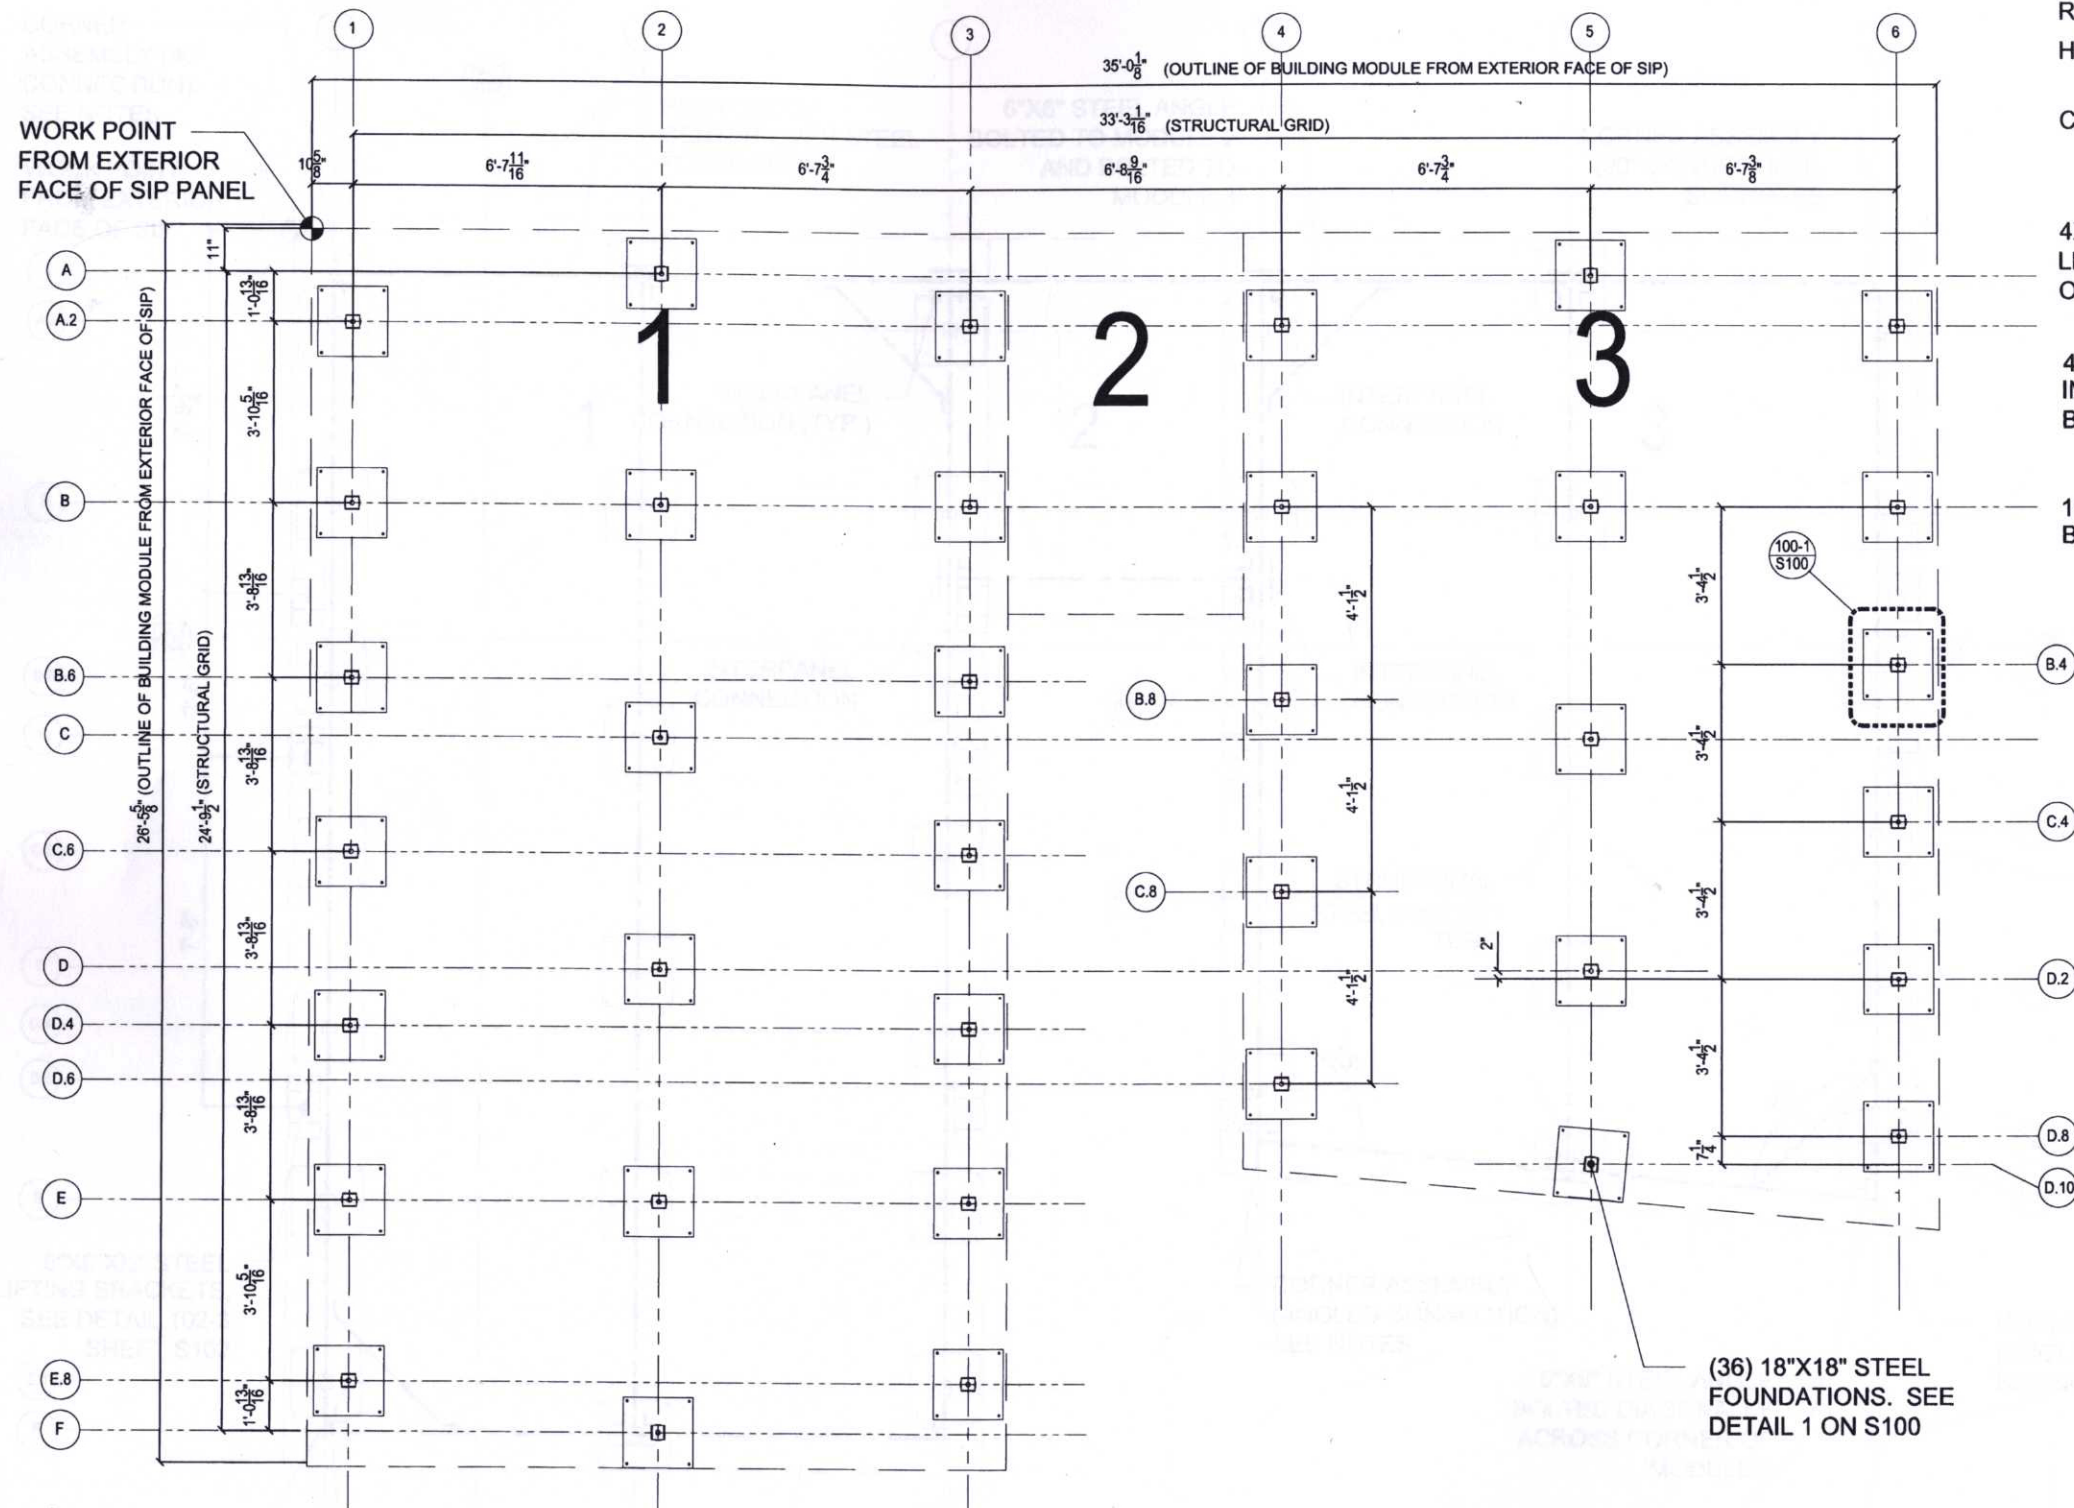 1
2
3
4
5
6
R
H
35'-0 1/8" (OUTLINE OF BUILDING MODULE FROM EXTERIOR FACE OF SIP)
33'-3 1/16" (STRUCTURAL GRID)
C
WORK POINT
FROM EXTERIOR
FACE OF SIP PANEL
10 5/8"
6'-7 11/16"
6'-7 3/4"
6'-8 9/16"
6'-7 3/4"
6'-7 3/8"
11"
A
A.2
1'-0 13/16"
3'-10 5/16"
1
2
3
B
3'-8 13/16"
26'-5 5/8" (OUTLINE OF BUILDING MODULE FROM EXTERIOR FACE OF SIP)
24'-9 1/2" (STRUCTURAL GRID)
100-1
S100
4'-1 1/2"
3'-4 1/2"
B.6
B.8
B.4
C
3'-8 13/16"
4'-1 1/2"
3'-4 1/2"
C.6
C.8
C.4
3'-8 13/16"
3'-4 1/2"
D
2"
D.2
4'-1 1/2"
D.4
D.6
3'-8 13/16"
3'-4 1/2"
D.8
7 1/4"
D.10
E
3'-10 5/16"
E.8
1'-0 13/16"
F
(36) 18"X18" STEEL
FOUNDATIONS. SEE
DETAIL 1 ON S100